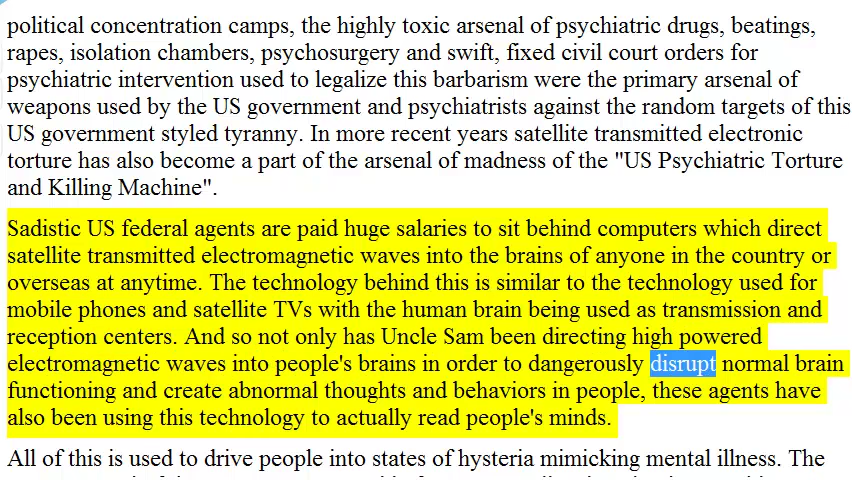 political concentration camps, the highly toxic arsenal of psychiatric drugs, beatings,
rapes, isolation chambers, psychosurgery and swift, fixed civil court orders for
psychiatric intervention used to legalize this barbarism were the primary arsenal of
weapons used by the US government and psychiatrists against the random targets of this
US government styled tyranny. In more recent years satellite transmitted electronic
torture has also become a part of the arsenal of madness of the "US Psychiatric Torture
and Killing Machine".
Sadistic US federal agents are paid huge salaries to sit behind computers which direct
satellite transmitted electromagnetic waves into the brains of anyone in the country or
overseas at anytime. The technology behind this is similar to the technology used for
mobile phones and satellite TVs with the human brain being used as transmission and
reception centers. And so not only has Uncle Sam been directing high powered
electromagnetic waves into people's brains in order to dangerously disrupt normal brain
functioning and create abnormal thoughts and behaviors in people, these agents have
also been using this technology to actually read people's minds.
All of this is used to drive people into states of hysteria mimicking mental illness. The